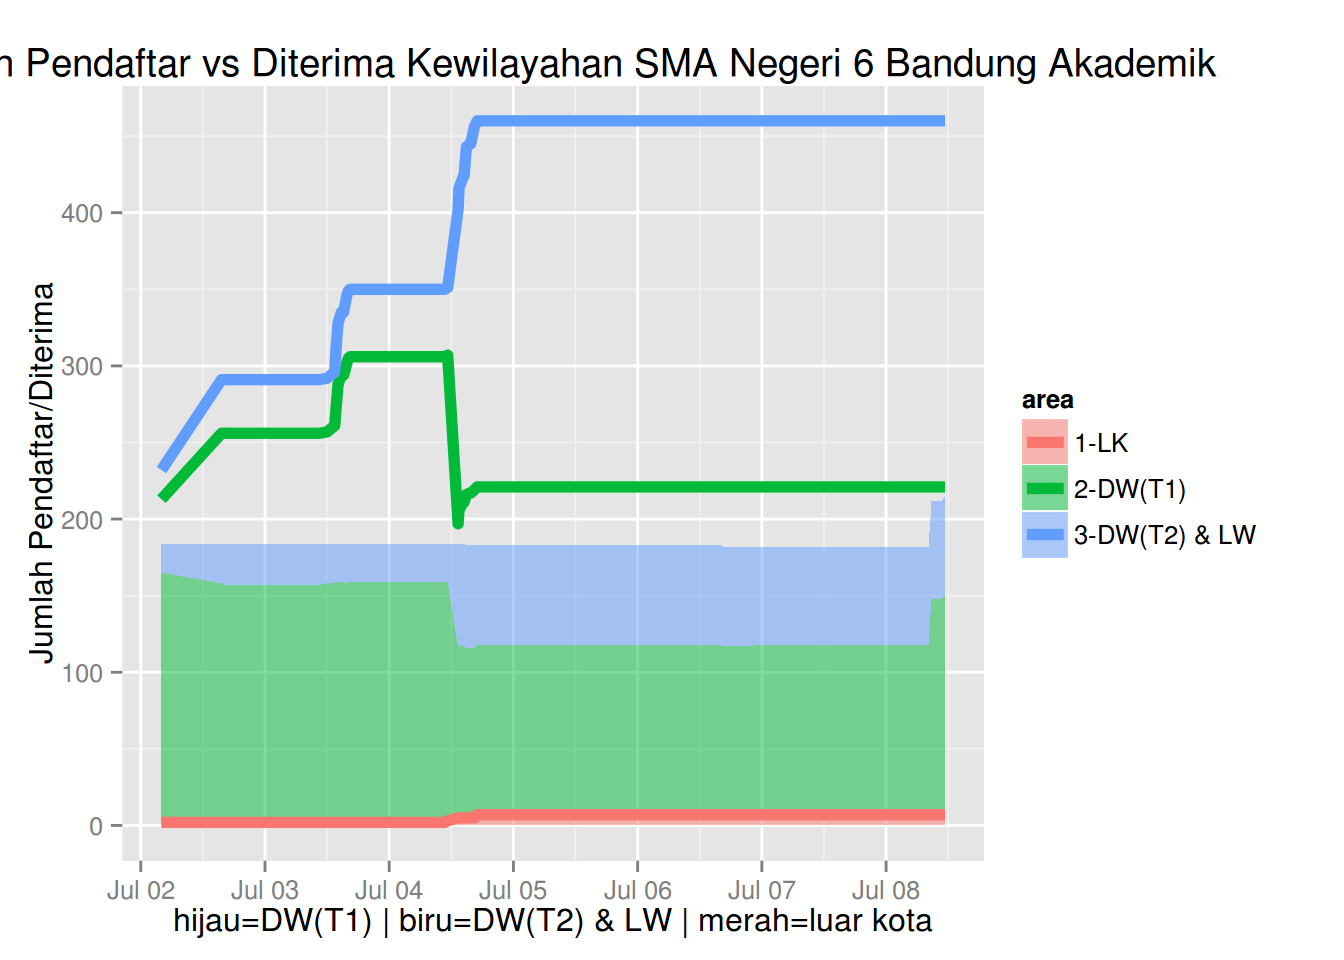 Pendaftar vs Diterima Kewilayahan SMA Negeri 6 Bandung Akademik
Jumlah Pendaftar/Diterima
400
300
200
100
0
Jul 02 Jul 03 Jul 04 Jul 05 Jul 06 Jul 07 Jul 08
hijau=DW(T1) | biru=DW(T2) & LW | merah=luar kota
area
1-LK
2-DW(T1)
3-DW(T2) & LW